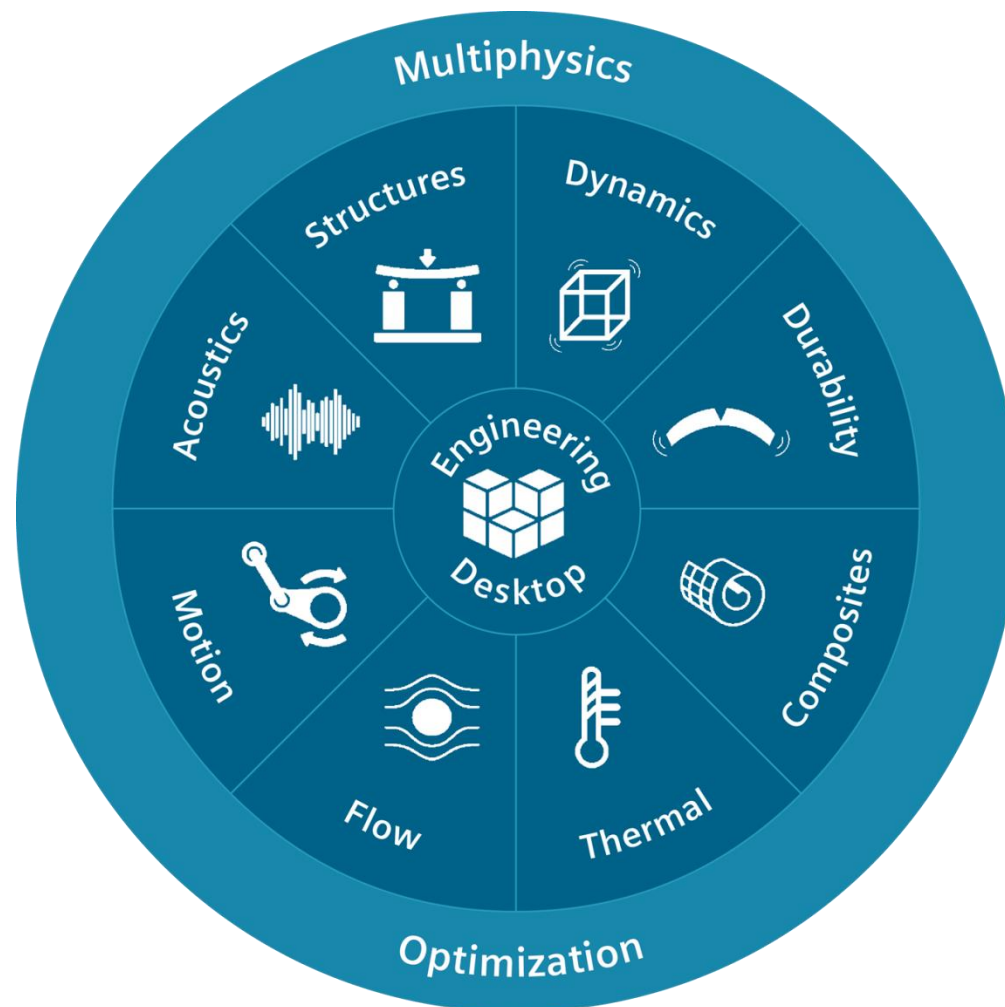 Multiphysics
Structures
Dynamics
Acoustics
Durability
Engineering
Desktop
Motion
Composites
Flow
Thermal
Optimization